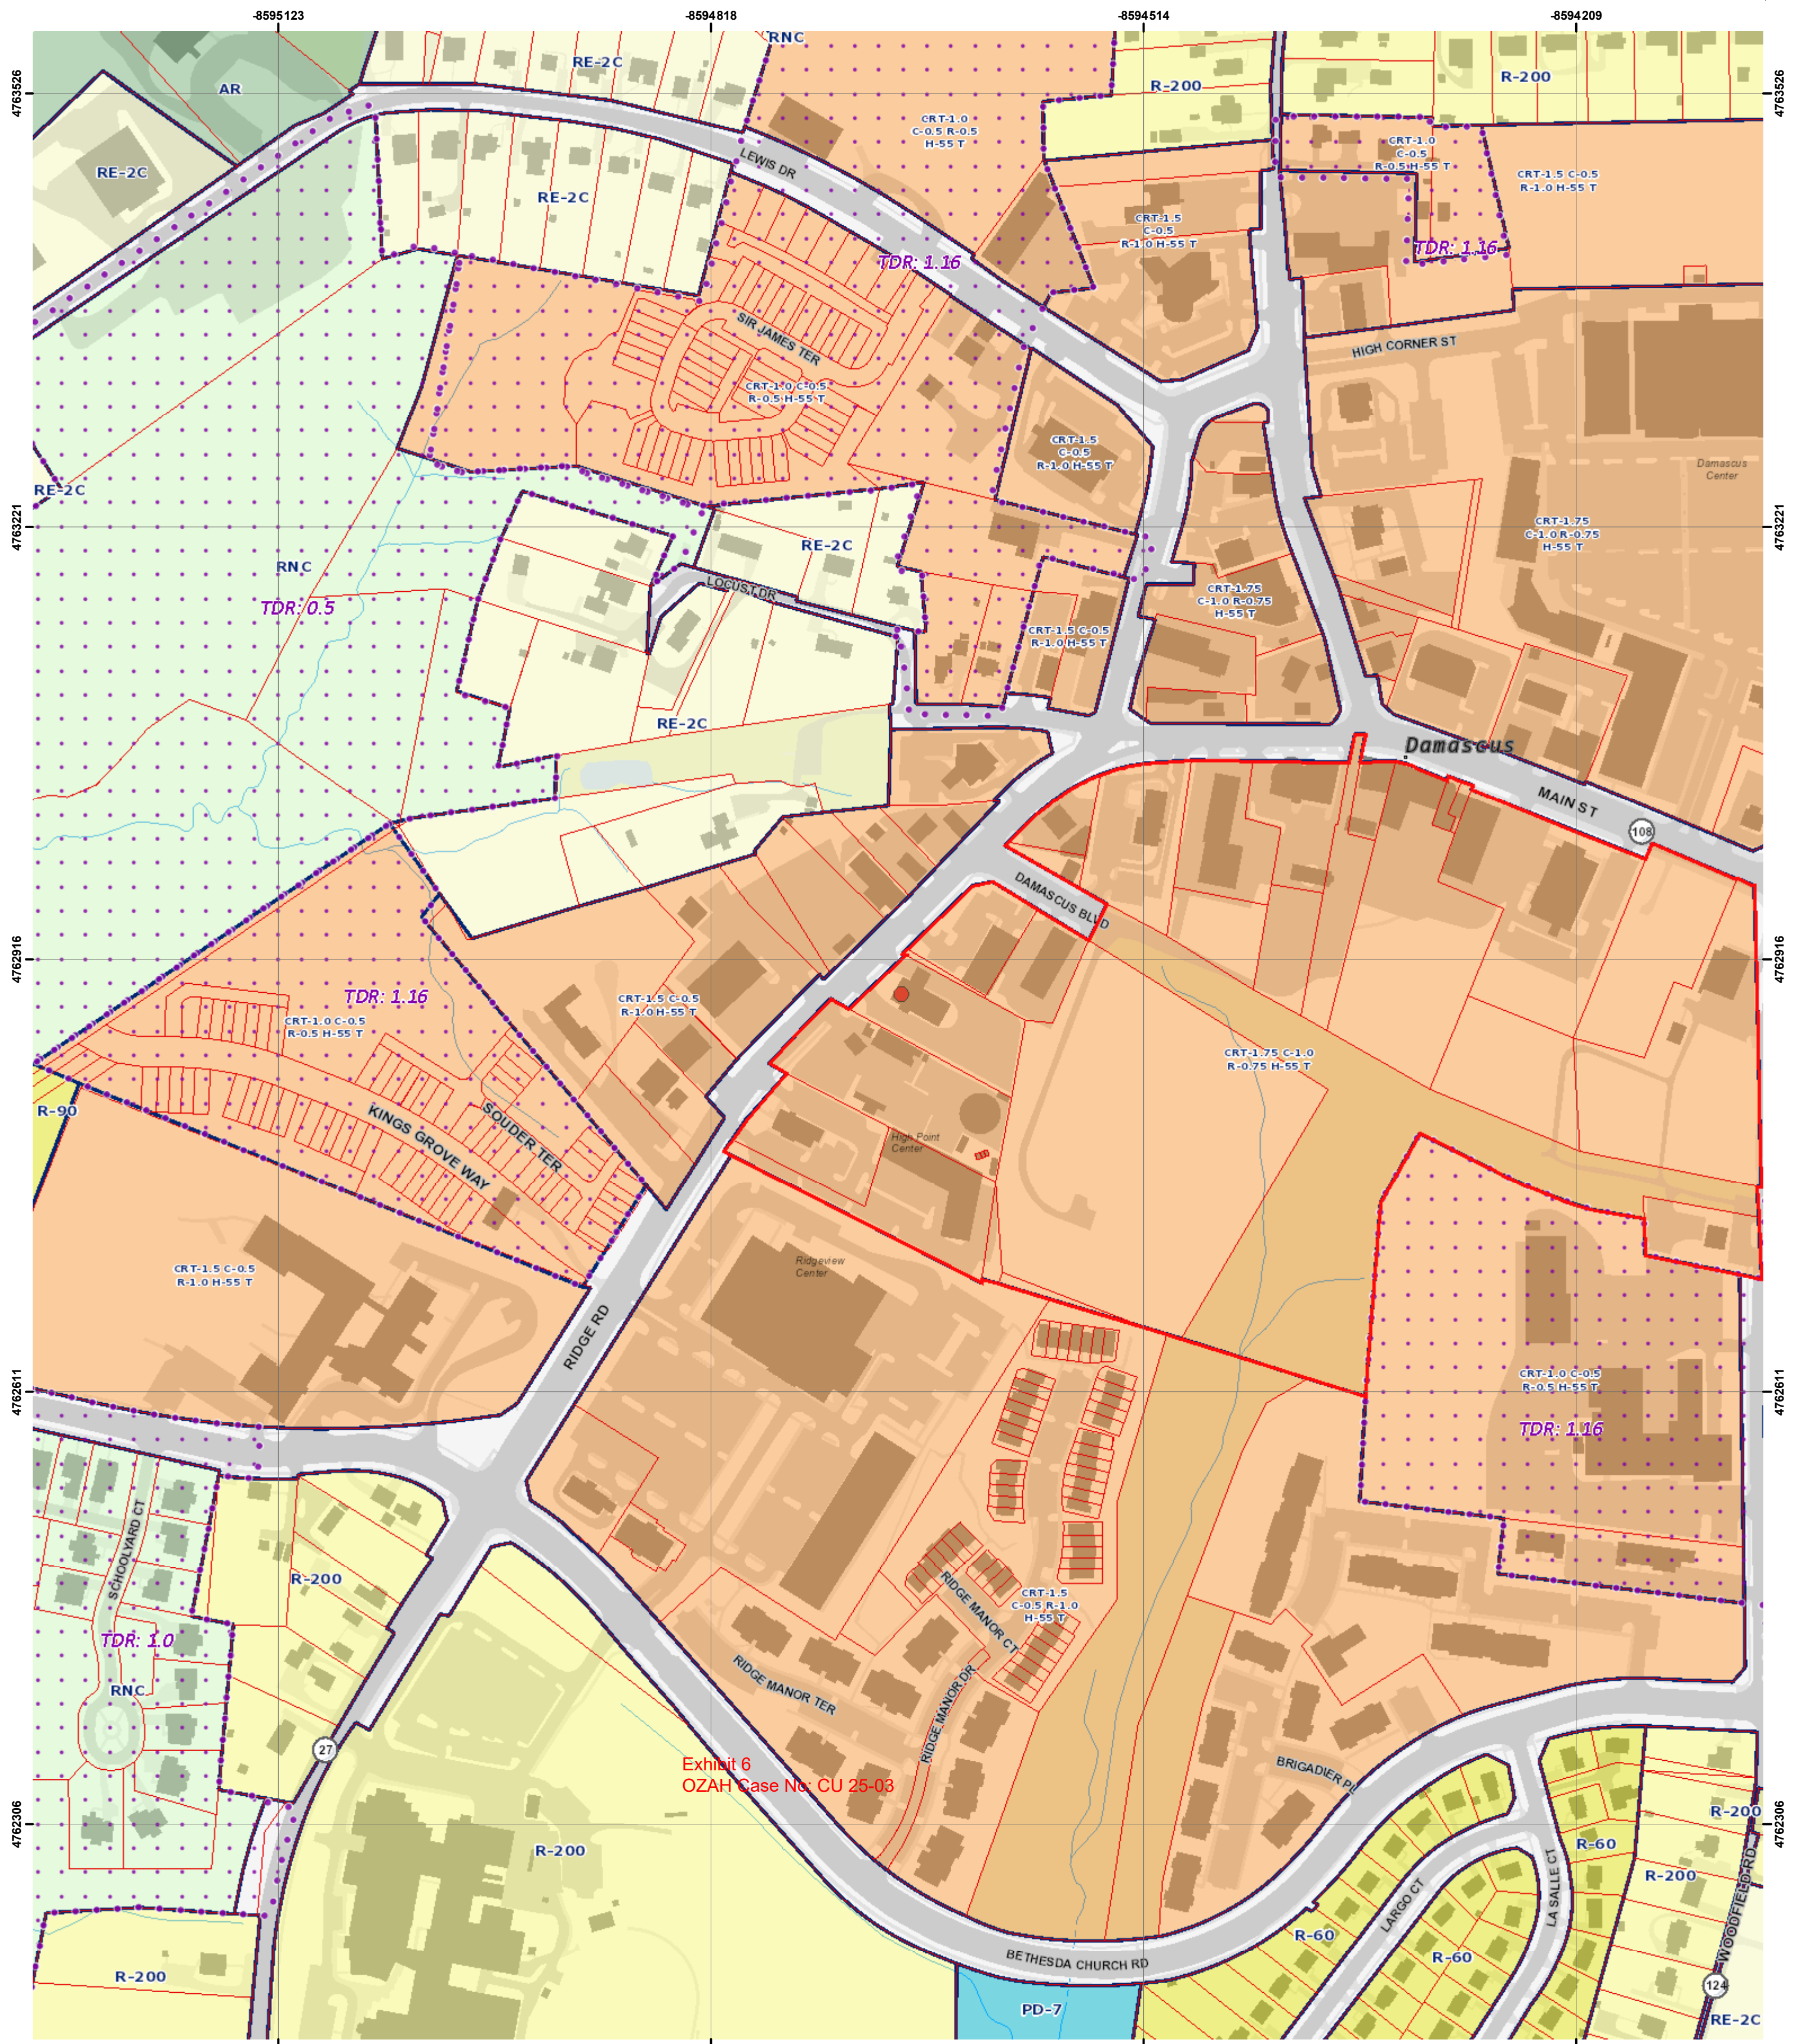 -8595123
-8594818
-8594514
-8594209
4763526
4763526
RNC
RE-2C
AR
R-200
R-200
CRT-1.0
C-0.5 R-0.5
H-55 T
CRT-1.0
C-0.5
R-0.5 H-55 T
LEWIS DR
RE-2C
RE-2C
CRT-1.5 C-0.5
R-1.0 H-55 T
CRT-1.5
C-0.5
R-1.0 H-55 T
TDR: 1.16
TDR: 1.16
SIR JAMES TER
HIGH CORNER ST
CRT-1.0 C-0.5
R-0.5 H-55 T
CRT-1.5
C-0.5
R-1.0 H-55 T
Damascus
Center
RE-2C
4763221
4763221
CRT-1.75
C-1.0 R-0.75
H-55 T
RE-2C
RNC
TDR: 0.5
LOCUST DR
CRT-1.75
C-1.0 R-0.75
H-55 T
CRT-1.5 C-0.5
R-1.0 H-55 T
RE-2C
Damascus
MAIN ST
108
DAMASCUS BLVD
4762916
4762916
TDR: 1.16
CRT-1.0 C-0.5
R-0.5 H-55 T
CRT-1.5 C-0.5
R-1.0 H-55 T
CRT-1.75 C-1.0
R-0.75 H-55 T
R-90
KINGS GROVE WAY
SOUDER TER
High Point
Center
Ridgeview
Center
CRT-1.5 C-0.5
R-1.0 H-55 T
RIDGE RD
4762611
4762611
CRT-1.0 C-0.5
R-0.5 H-55 T
TDR: 1.16
SCHOOLYARD CT
R-200
RIDGE MANOR CT
CRT-1.5
C-0.5 R-1.0
H-55 T
TDR: 1.0
RNC
RIDGE MANOR TER
RIDGE MANOR DR
27
Exhibit 6
OZAH Case No: CU 25-03
BRIGADIER PL
4762306
4762306
R-200
R-200
R-60
R-200
LARGO CT
LA SALLE CT
WOODFIELD RD
R-60
R-60
BETHESDA CHURCH RD
R-200
PD-7
124
RE-2C